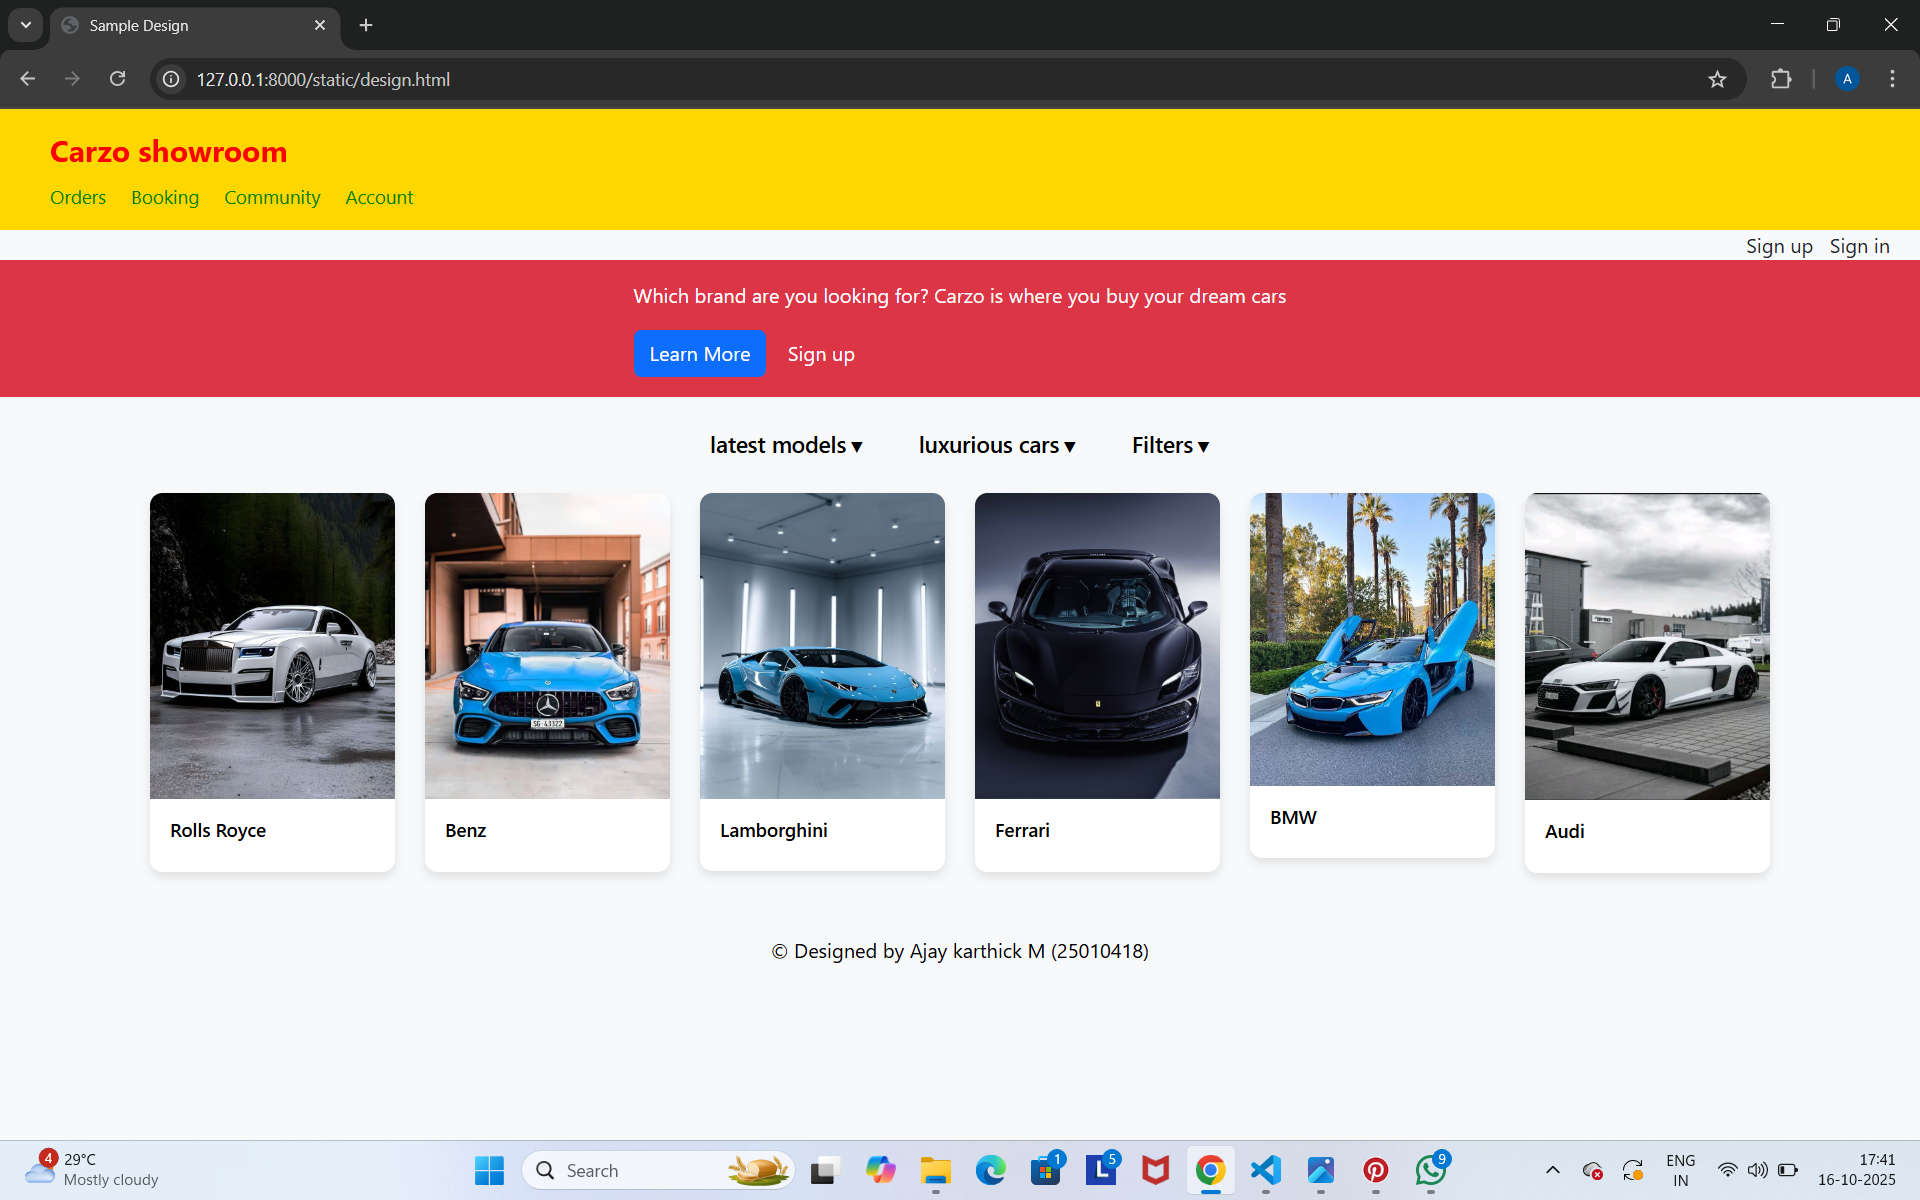 Sample Design
127.0.0.1:8000/static/design.html
A
Carzo showroom
Orders Booking Community Account
Sign up Sign in
Which brand are you looking for? Carzo is where you buy your dream cars
Learn More Sign up
latest models ▾ luxurious cars ▾ Filters ▾
SG·43322
Rolls Royce
Benz
Lamborghini
Ferrari
BMW
Audi
© Designed by Ajay karthick M (25010418)
4
29°C
Mostly cloudy
Search
1
5
L
9
ENG
IN
17:41
16-10-2025